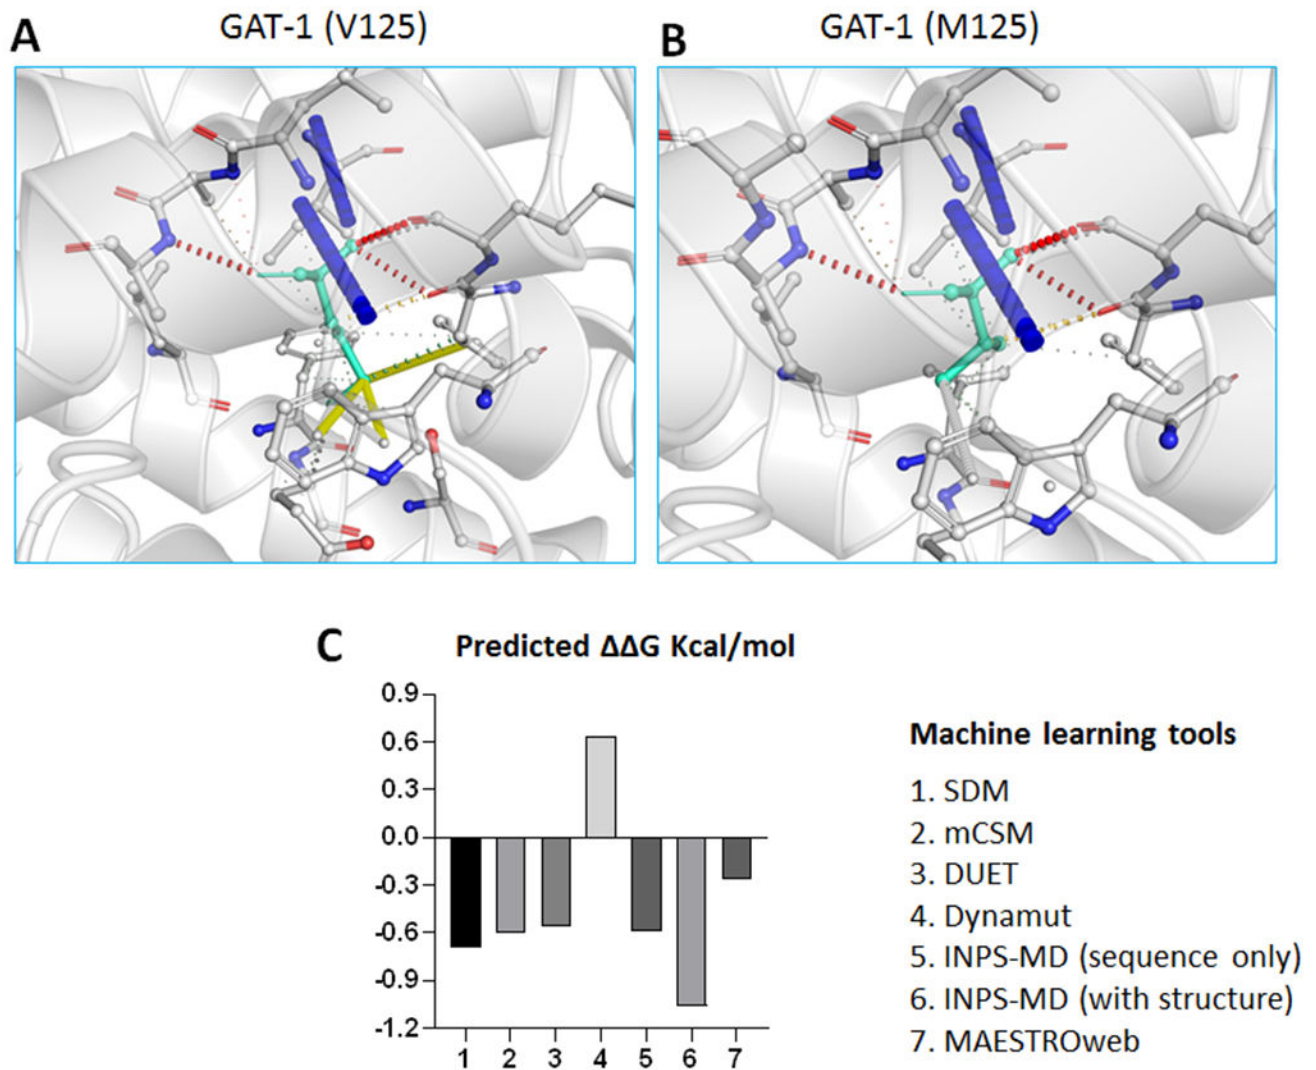 A
GAT-1 (V125)
B
GAT-1 (M125)
C
Predicted ΔΔG Kcal/mol
0.9
0.6
0.3
0.0
-0.3
-0.6
-0.9
-1.2
1 2 3 4 5 6 7
Machine learning tools
1. SDM
2. mCSM
3. DUET
4. Dynamut
5. INPS-MD (sequence only)
6. INPS-MD (with structure)
7. MAESTROweb